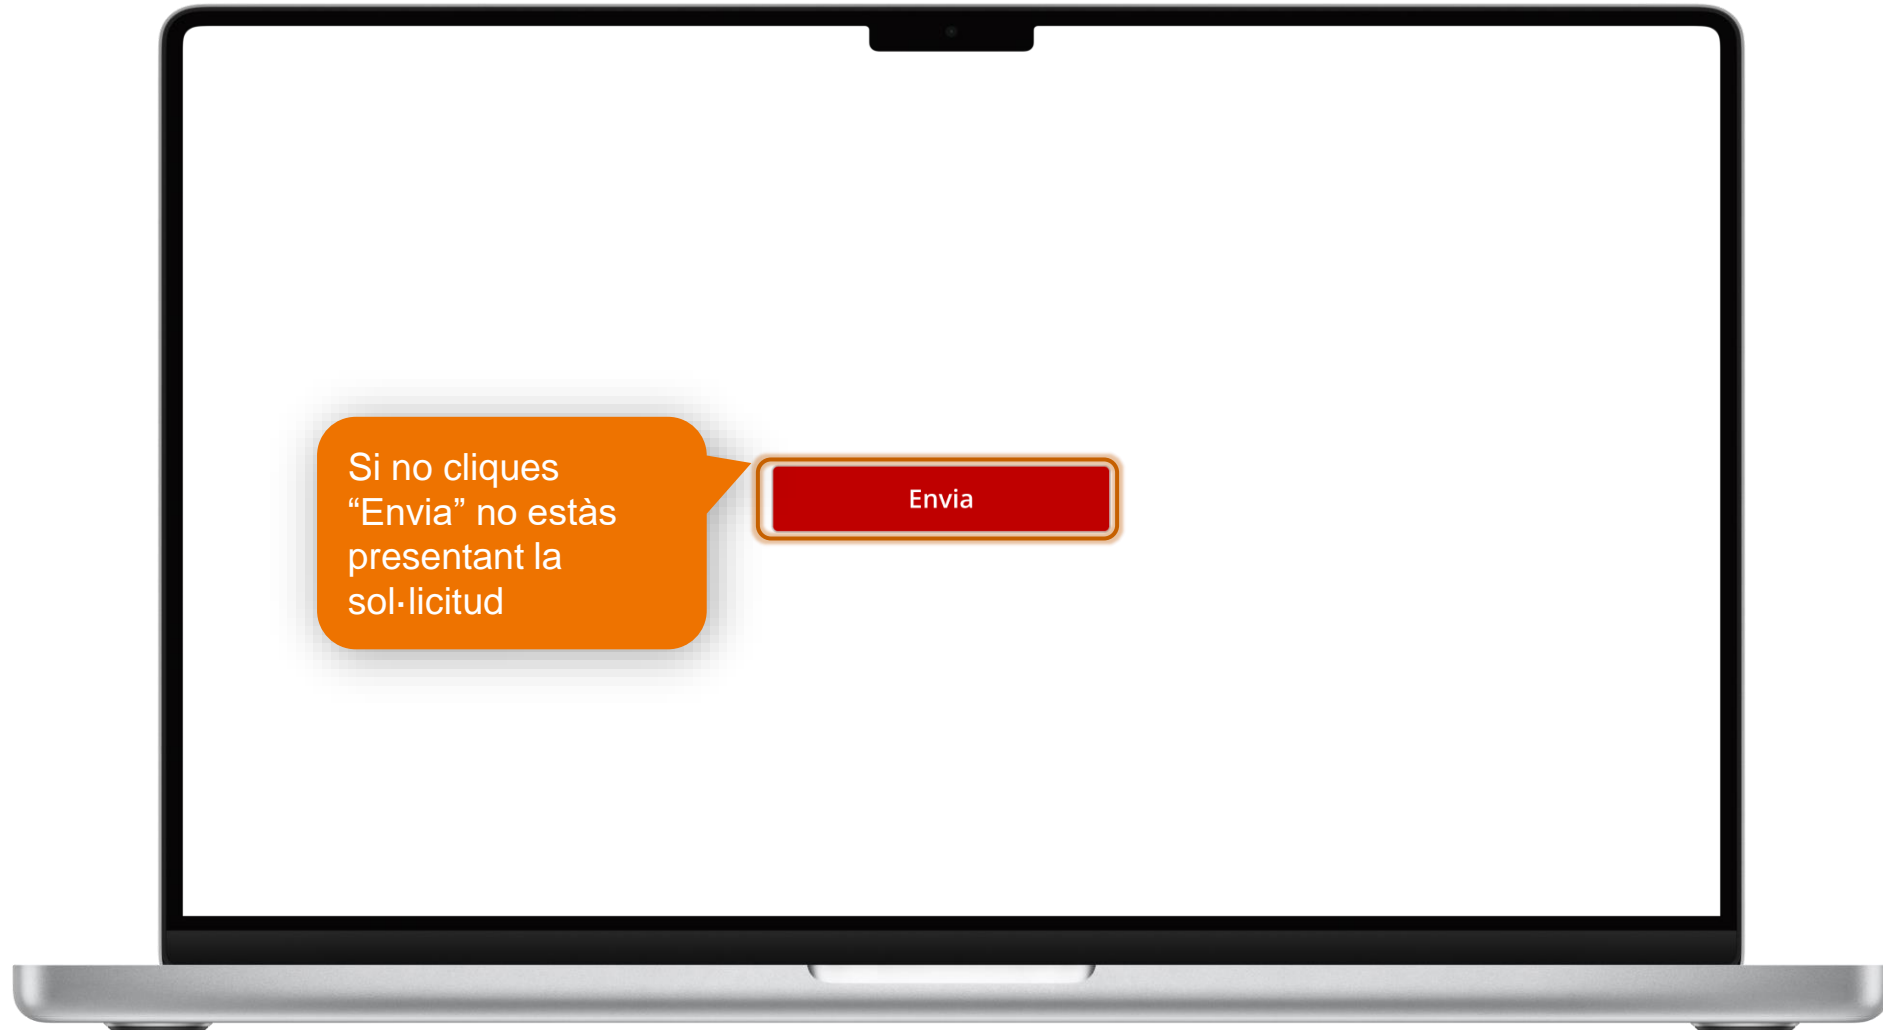 Si no cliques
“Envia” no estàs
presentant la
sol·licitud
Envia